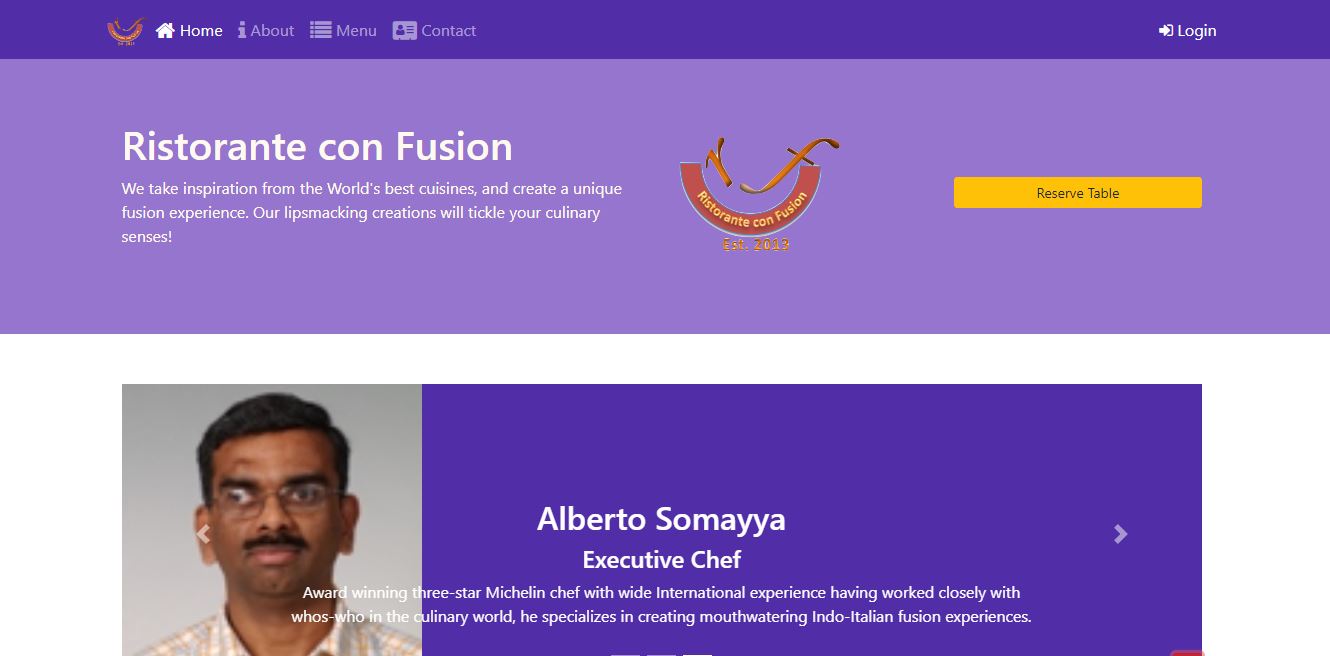 Home About Menu Contact Login
Ristorante con Fusion
We take inspiration from the World's best cuisines, and create a unique
fusion experience. Our lipsmacking creations will tickle your culinary
senses!
Ristorante con Fusion
Est. 2013
Reserve Table
Alberto Somayya
Executive Chef
Award winning three-star Michelin chef with wide International experience having worked closely with
whos-who in the culinary world, he specializes in creating mouthwatering Indo-Italian fusion experiences.